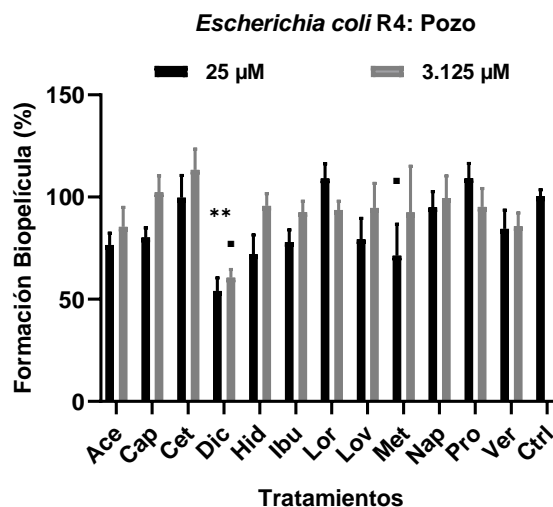 Escherichia coli R4: Pozo
25 µM
3.125 µM
Formación Biopelícula (%)
150
100
50
0
**
Ace
Cap
Cet
Dic
Hid
Ibu
Lor
Lov
Met
Nap
Pro
Ver
Ctrl
Tratamientos